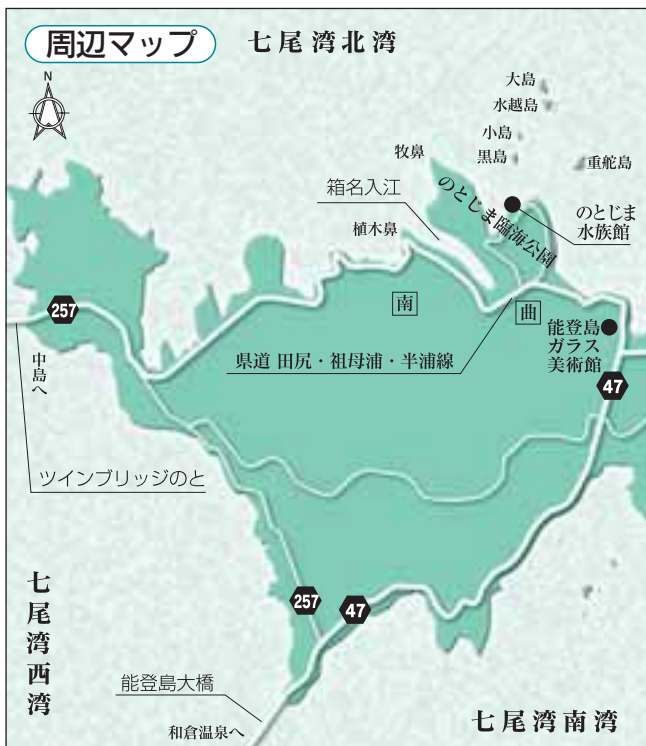 周辺マップ
七尾湾北湾
N
大島
水越島
小島
黒島
重蛇島
牧鼻
箱名入江
のとじま臨海公園
のとじま
水族館
植木鼻
257
南
曲
能登島
ガラス
美術館
県道 田尻・祖母浦・半浦線
中島へ
47
ツインブリッジのと
七尾湾西湾
257
47
能登島大橋
和倉温泉へ
七尾湾南湾